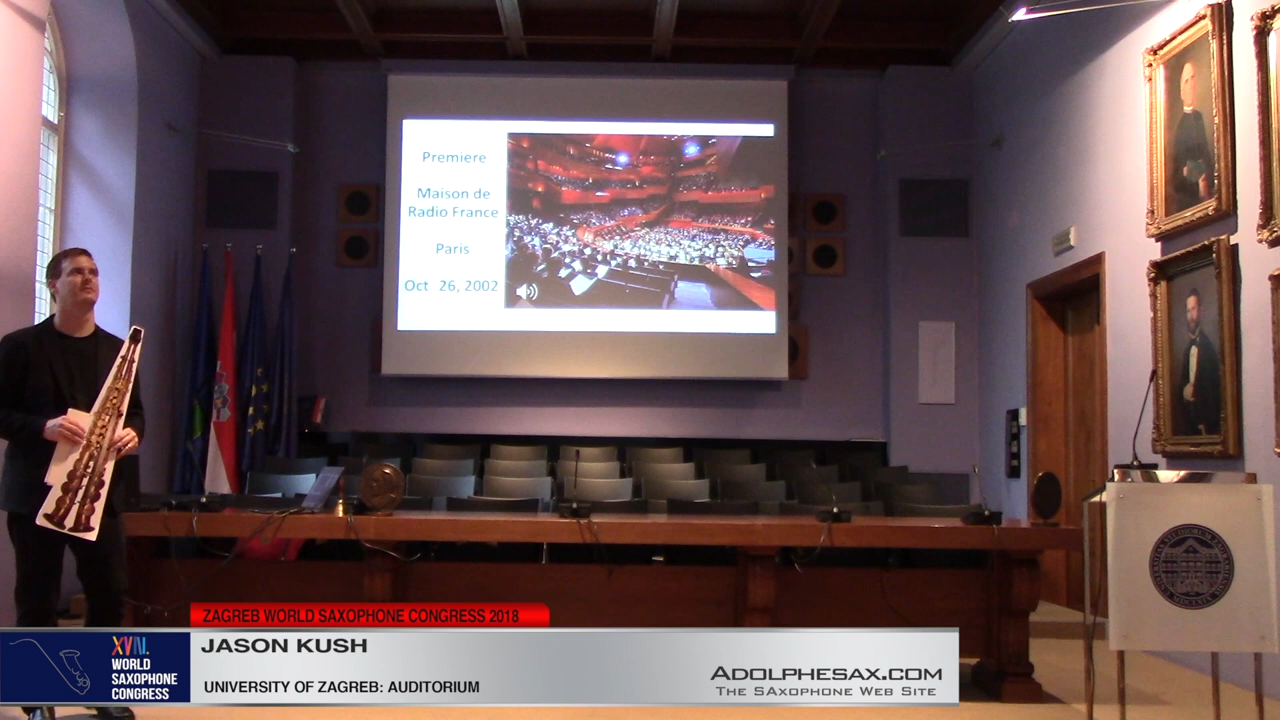 Premiere
Maison de
Radio France
Paris
Oct 26, 2002
ZAGREB WORLD SAXOPHONE CONGRESS 2018
XVIII.
WORLD
SAXOPHONE
CONGRESS
JASON KUSH
UNIVERSITY OF ZAGREB: AUDITORIUM
ADOLPHESAX.COM
THE SAXOPHONE WEB SITE